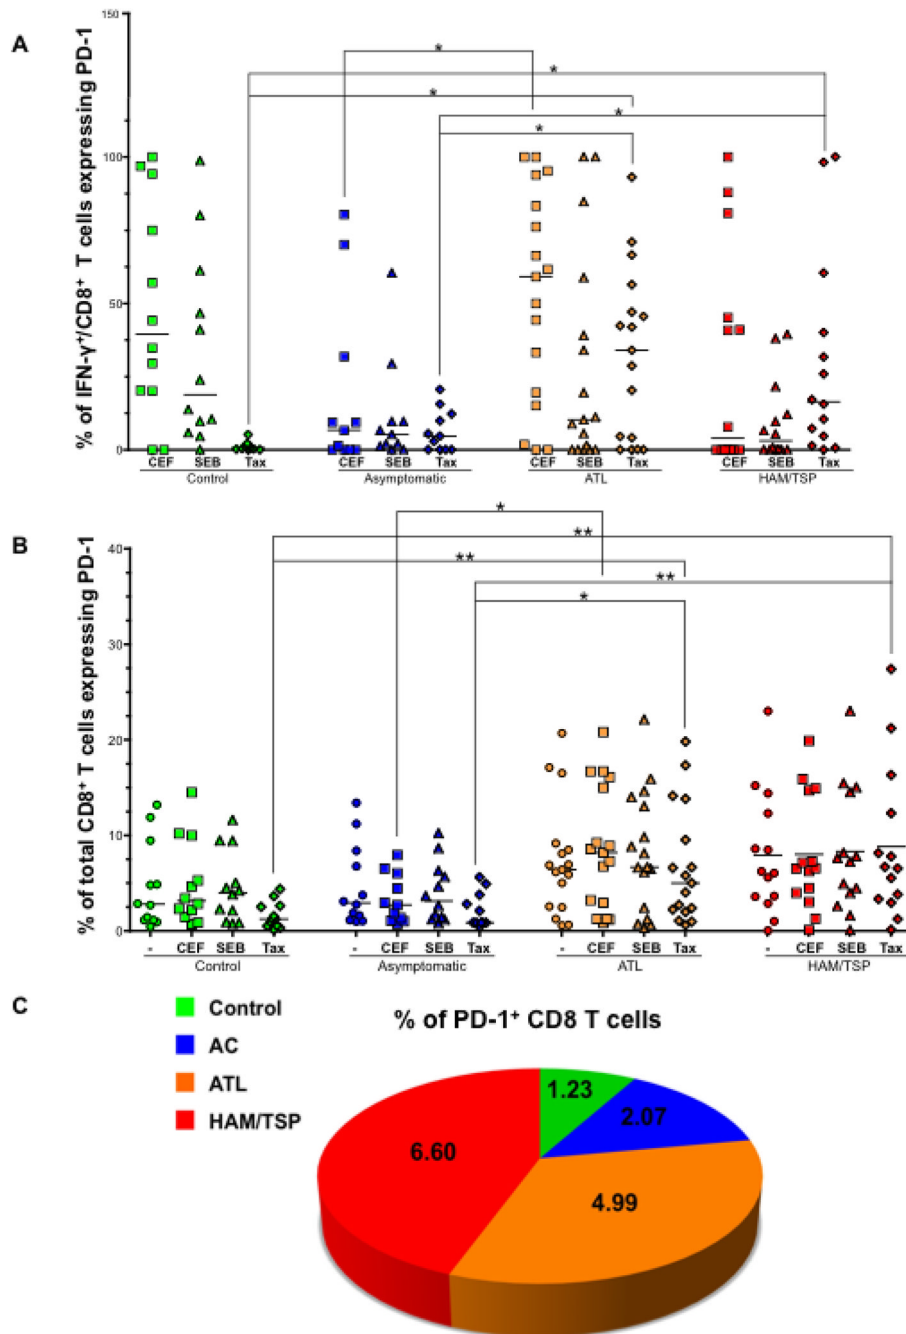 A
% of IFN-γ⁺/CD8⁺ T cells expressing PD-1
150
100
50
0
*
*
*
*
*
CEF SEB Tax CEF SEB Tax CEF SEB Tax CEF SEB Tax
Control Asymptomatic ATL HAM/TSP
B
% of total CD8⁺ T cells expressing PD-1
40
30
20
10
0
*
**
**
**
*
- CEF SEB Tax - CEF SEB Tax - CEF SEB Tax - CEF SEB Tax
Control Asymptomatic ATL HAM/TSP
C
Control
AC
ATL
HAM/TSP
% of PD-1⁺ CD8 T cells
1.23
2.07
6.60
4.99